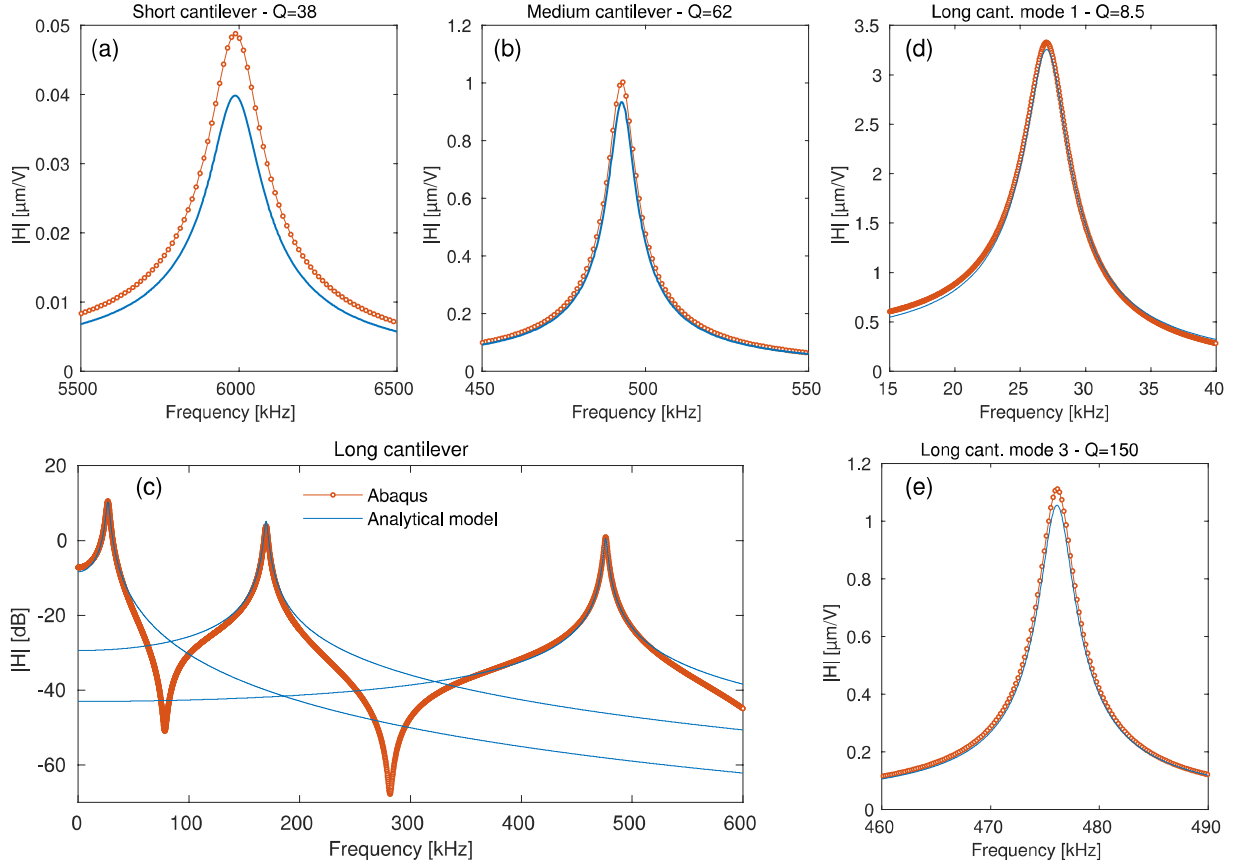 Short cantilever - Q=38
(a)
|H| [µm/V]
0.05
0.04
0.03
0.02
0.01
0
5500
6000
6500
Frequency [kHz]
Medium cantilever - Q=62
(b)
|H| [µm/V]
1.2
1
0.8
0.6
0.4
0.2
0
450
500
550
Frequency [kHz]
Long cant. mode 1 - Q=8.5
(d)
|H| [µm/V]
3.5
3
2.5
2
1.5
1
0.5
0
15
20
25
30
35
40
Frequency [kHz]
Long cantilever
(c)
Abaqus
Analytical model
|H| [dB]
20
0
-20
-40
-60
0
100
200
300
400
500
600
Frequency [kHz]
Long cant. mode 3 - Q=150
(e)
|H| [µm/V]
1.2
1
0.8
0.6
0.4
0.2
0
460
470
480
490
Frequency [kHz]